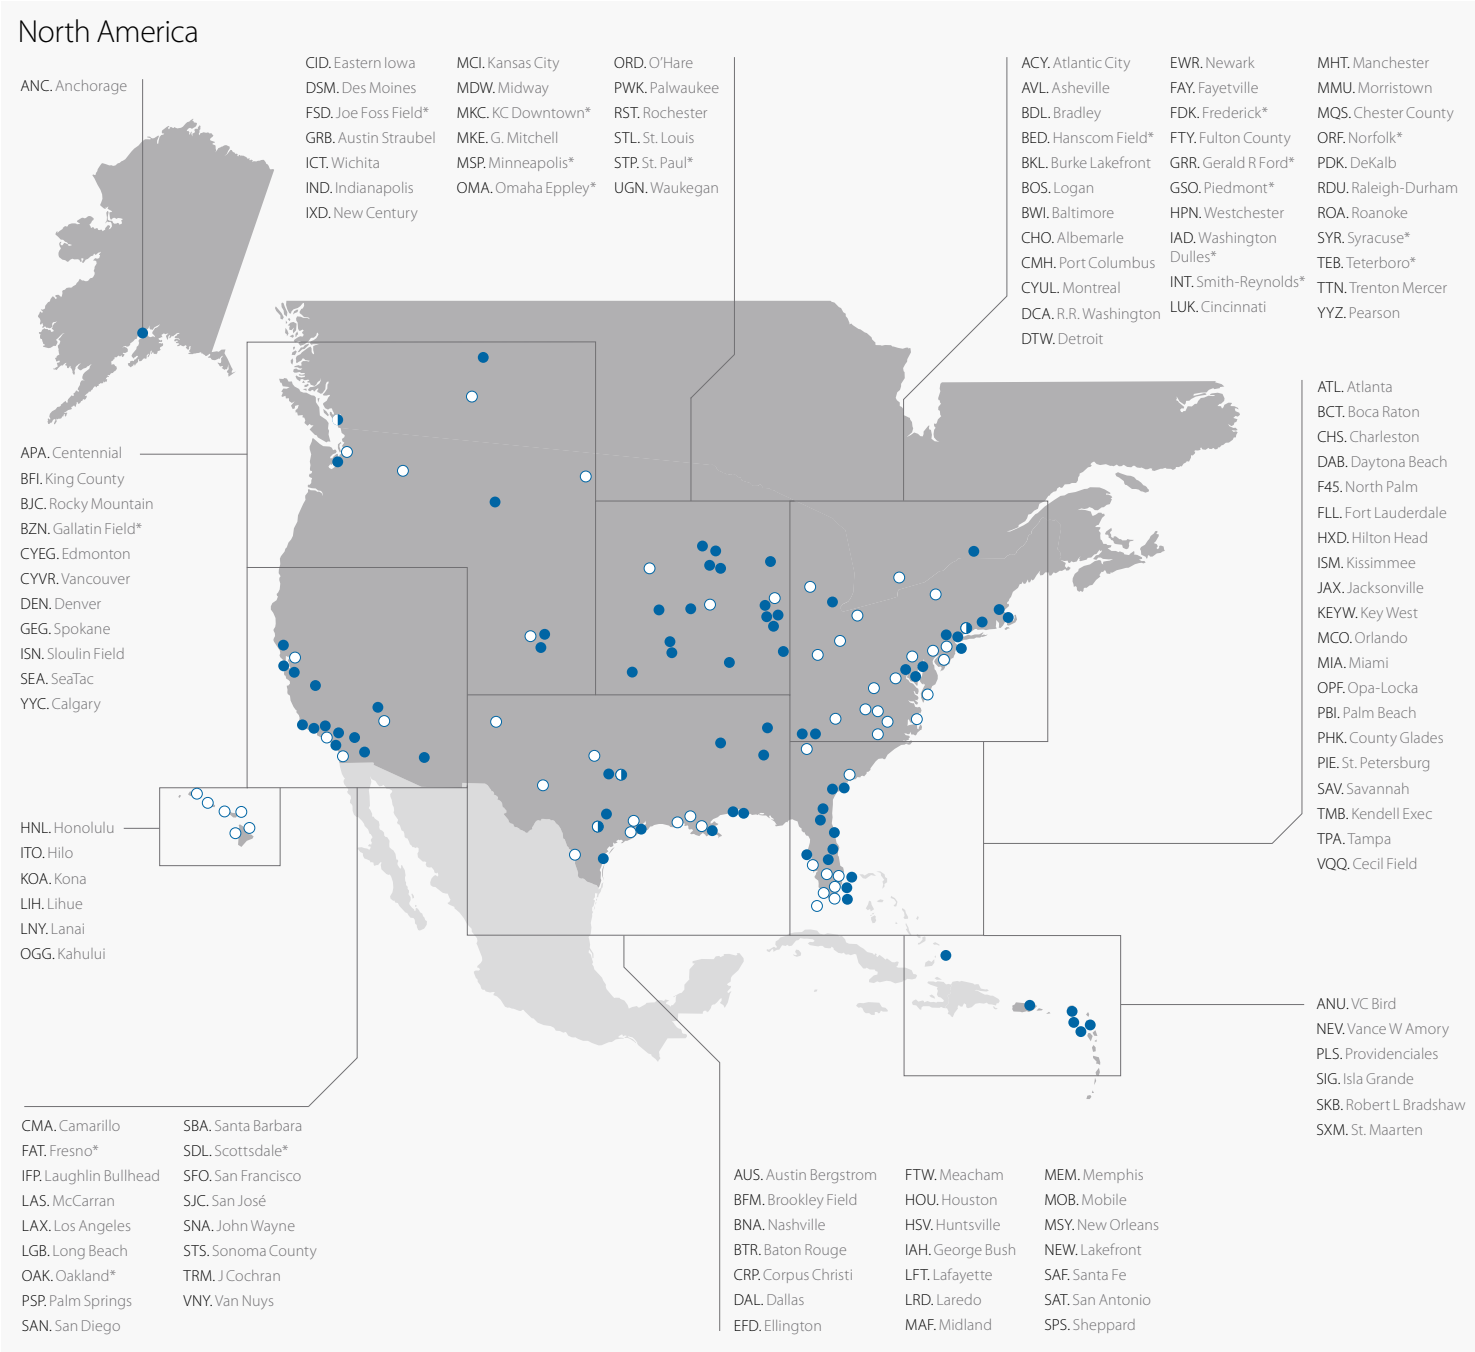 North America
ANC. Anchorage
CID. Eastern Iowa
DSM. Des Moines
FSD. Joe Foss Field*
GRB. Austin Straubel
ICT. Wichita
IND. Indianapolis
IXD. New Century
MCI. Kansas City
MDW. Midway
MKC. KC Downtown*
MKE. G. Mitchell
MSP. Minneapolis*
OMA. Omaha Eppley*
ORD. O'Hare
PWK. Palwaukee
RST. Rochester
STL. St. Louis
STP. St. Paul*
UGN. Waukegan
ACY. Atlantic City
AVL. Asheville
BDL. Bradley
BED. Hanscom Field*
BKL. Burke Lakefront
BOS. Logan
BWI. Baltimore
CHO. Albemarle
CMH. Port Columbus
CYUL. Montreal
DCA. R.R. Washington
DTW. Detroit
EWR. Newark
FAY. Fayetville
FDK. Frederick*
FTY. Fulton County
GRR. Gerald R Ford*
GSO. Piedmont*
HPN. Westchester
IAD. Washington
Dulles*
INT. Smith-Reynolds*
LUK. Cincinnati
MHT. Manchester
MMU. Morristown
MQS. Chester County
ORF. Norfolk*
PDK. DeKalb
RDU. Raleigh-Durham
ROA. Roanoke
SYR. Syracuse*
TEB. Teterboro*
TTN. Trenton Mercer
YYZ. Pearson
APA. Centennial
BFI. King County
BJC. Rocky Mountain
BZN. Gallatin Field*
CYEG. Edmonton
CYVR. Vancouver
DEN. Denver
GEG. Spokane
ISN. Sloulin Field
SEA. SeaTac
YYC. Calgary
ATL. Atlanta
BCT. Boca Raton
CHS. Charleston
DAB. Daytona Beach
F45. North Palm
FLL. Fort Lauderdale
HXD. Hilton Head
ISM. Kissimmee
JAX. Jacksonville
KEYW. Key West
MCO. Orlando
MIA. Miami
OPF. Opa-Locka
PBI. Palm Beach
PHK. County Glades
PIE. St. Petersburg
SAV. Savannah
TMB. Kendell Exec
TPA. Tampa
VQQ. Cecil Field
HNL. Honolulu
ITO. Hilo
KOA. Kona
LIH. Lihue
LNY. Lanai
OGG. Kahului
ANU. VC Bird
NEV. Vance W Amory
PLS. Providenciales
SIG. Isla Grande
SKB. Robert L Bradshaw
SXM. St. Maarten
CMA. Camarillo
FAT. Fresno*
IFP. Laughlin Bullhead
LAS. McCarran
LAX. Los Angeles
LGB. Long Beach
OAK. Oakland*
PSP. Palm Springs
SAN. San Diego
SBA. Santa Barbara
SDL. Scottsdale*
SFO. San Francisco
SJC. San José
SNA. John Wayne
STS. Sonoma County
TRM. J Cochran
VNY. Van Nuys
AUS. Austin Bergstrom
BFM. Brookley Field
BNA. Nashville
BTR. Baton Rouge
CRP. Corpus Christi
DAL. Dallas
EFD. Ellington
FTW. Meacham
HOU. Houston
HSV. Huntsville
IAH. George Bush
LFT. Lafayette
LRD. Laredo
MAF. Midland
MEM. Memphis
MOB. Mobile
MSY. New Orleans
NEW. Lakefront
SAF. Santa Fe
SAT. San Antonio
SPS. Sheppard